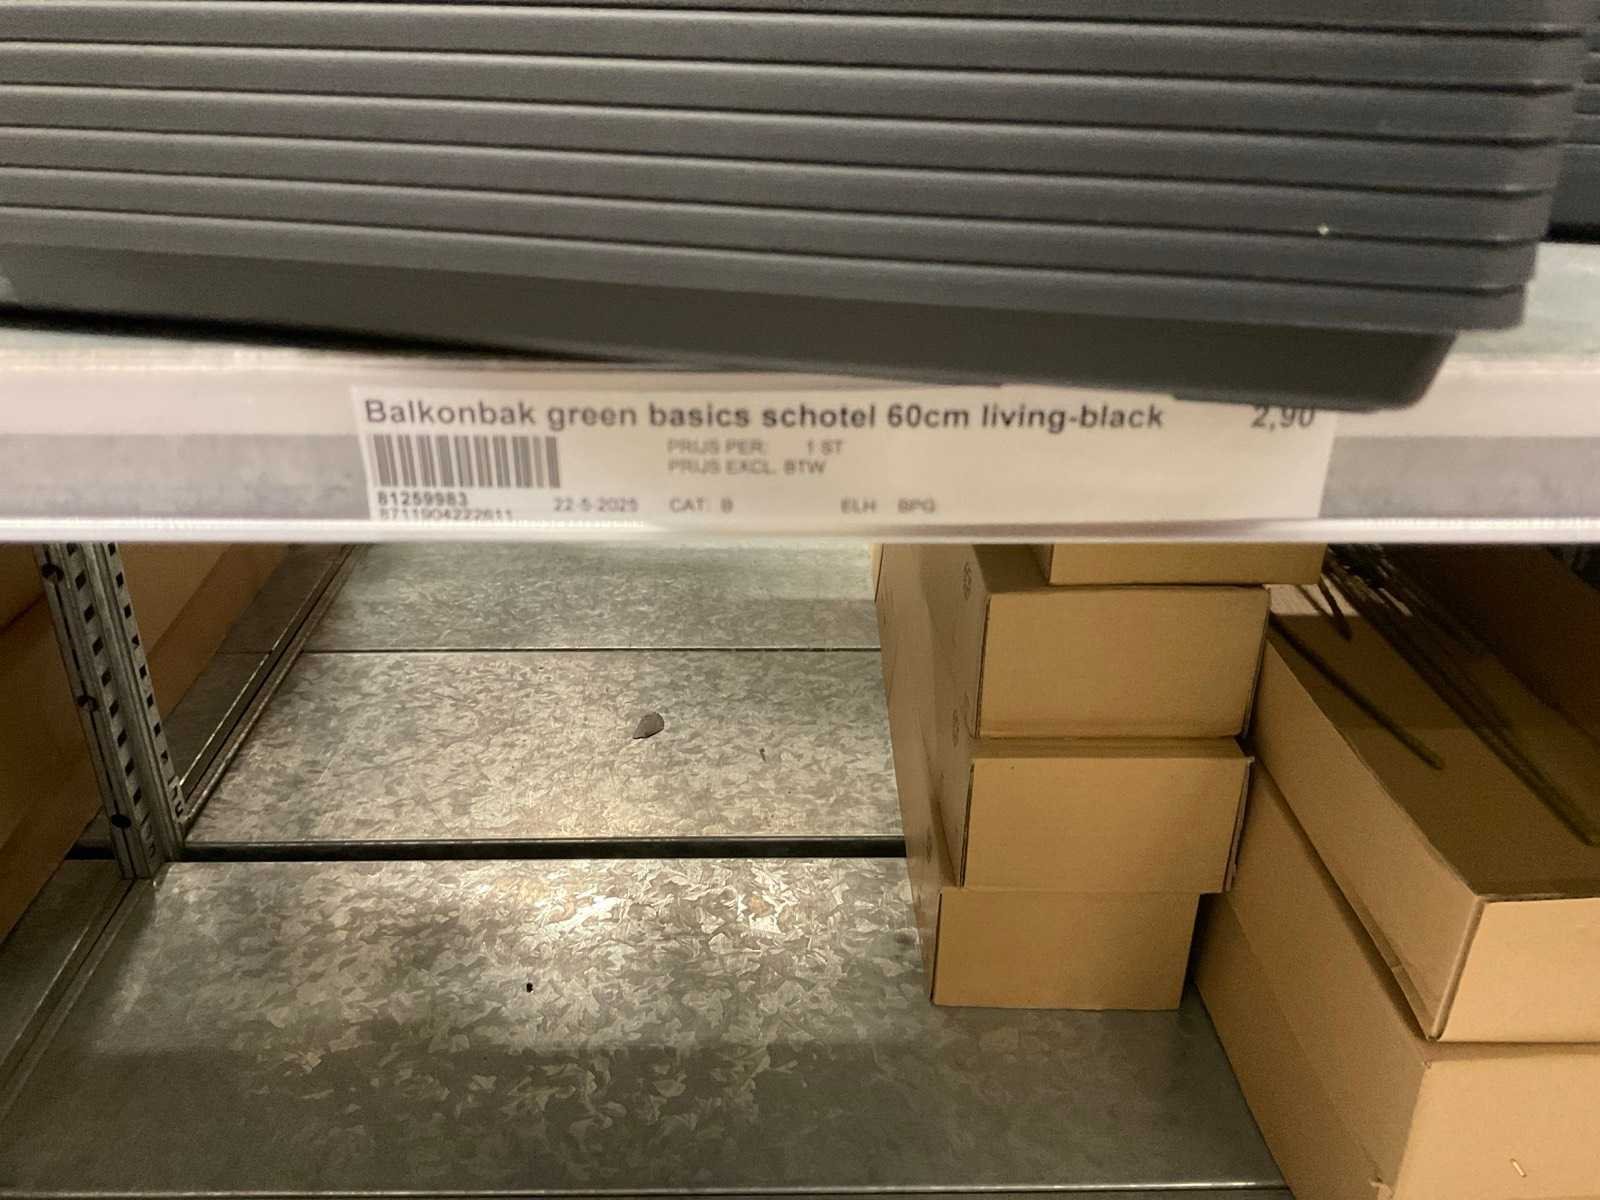 Balkonbak green basics schotel 60cm living-black 2,90
PRIJS PER: 1 ST
PRIJS EXCL. BTW
81259983 22-5-2025 CAT: B ELH BPG
8711904222611